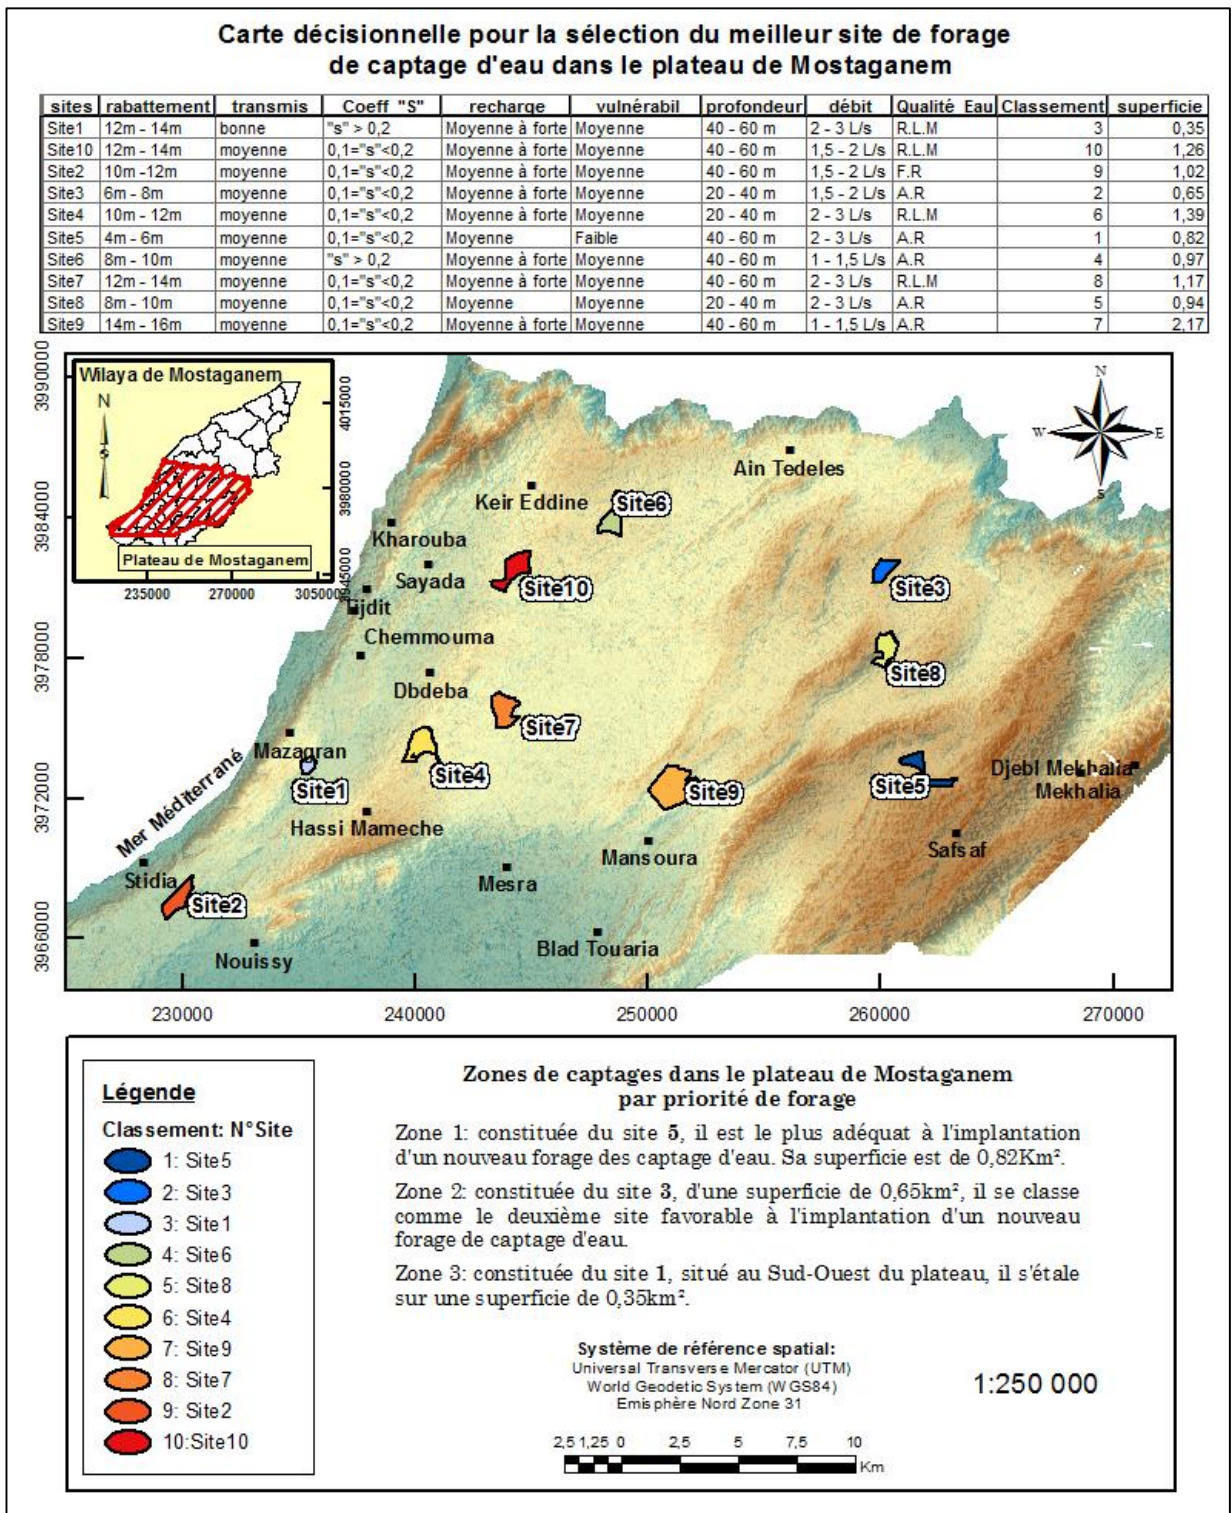 Carte décisionnelle pour la sélection du meilleur site de forage
de captage d'eau dans le plateau de Mostaganem
sites rabattement transmis Coeff "S" recharge vulnérabil profondeur débit Qualité Eau Classement superficie
Site1 12m - 14m bonne "s" > 0,2 Moyenne à forte Moyenne 40 - 60 m 2 - 3 L/s R.L.M 3 0,35
Site10 12m - 14m moyenne 0,1="s"<0,2 Moyenne à forte Moyenne 40 - 60 m 1,5 - 2 L/s R.L.M 10 1,26
Site2 10m -12m moyenne 0,1="s"<0,2 Moyenne à forte Moyenne 40 - 60 m 1,5 - 2 L/s F.R 9 1,02
Site3 6m - 8m moyenne 0,1="s"<0,2 Moyenne à forte Moyenne 20 - 40 m 1,5 - 2 L/s A.R 2 0,65
Site4 10m - 12m moyenne 0,1="s"<0,2 Moyenne à forte Moyenne 20 - 40 m 2 - 3 L/s R.L.M 6 1,39
Site5 4m - 6m moyenne 0,1="s"<0,2 Moyenne Faible 40 - 60 m 2 - 3 L/s A.R 1 0,82
Site6 8m - 10m moyenne "s" > 0,2 Moyenne à forte Moyenne 40 - 60 m 1 - 1,5 L/s A.R 4 0,97
Site7 12m - 14m moyenne 0,1="s"<0,2 Moyenne à forte Moyenne 40 - 60 m 2 - 3 L/s R.L.M 8 1,17
Site8 8m - 10m moyenne 0,1="s"<0,2 Moyenne Moyenne 20 - 40 m 2 - 3 L/s A.R 5 0,94
Site9 14m - 16m moyenne 0,1="s"<0,2 Moyenne à forte Moyenne 40 - 60 m 1 - 1,5 L/s A.R 7 2,17
Wilaya de Mostaganem
N
Plateau de Mostaganem
235000 270000 305000
4015000
3980000
3945000
3990000
3984000
3978000
3972000
3966000
N
W E
S
Ain Tedeles
Keir Eddine
Site6
Kharouba
Sayada
Site10
Site3
Tijdit
Chemmouma
Site8
Dbdeba
Site7
Mazagran
Site4
Site1
Mer Méditerrané
Site9
Site5
Djebl Mekhalia
Mekhalia
Hassi Mameche
Safsaf
Mansoura
Stidia
Mesra
Site2
Blad Touaria
Nouissy
230000 240000 250000 260000 270000
Légende
Classement: N°Site
1: Site5
2: Site3
3: Site1
4: Site6
5: Site8
6: Site4
7: Site9
8: Site7
9: Site2
10:Site10
Zones de captages dans le plateau de Mostaganem
par priorité de forage
Zone 1: constituée du site 5, il est le plus adéquat à l'implantation
d'un nouveau forage des captage d'eau. Sa superficie est de 0,82Km².
Zone 2: constituée du site 3, d'une superficie de 0,65km², il se classe
comme le deuxième site favorable à l'implantation d'un nouveau
forage de captage d'eau.
Zone 3: constituée du site 1, situé au Sud-Ouest du plateau, il s'étale
sur une superficie de 0,35km².
Système de référence spatial:
Universal Transverse Mercator (UTM)
World Geodetic System (WGS84)
Emisphère Nord Zone 31
1:250 000
2,5 1,25 0 2,5 5 7,5 10
Km